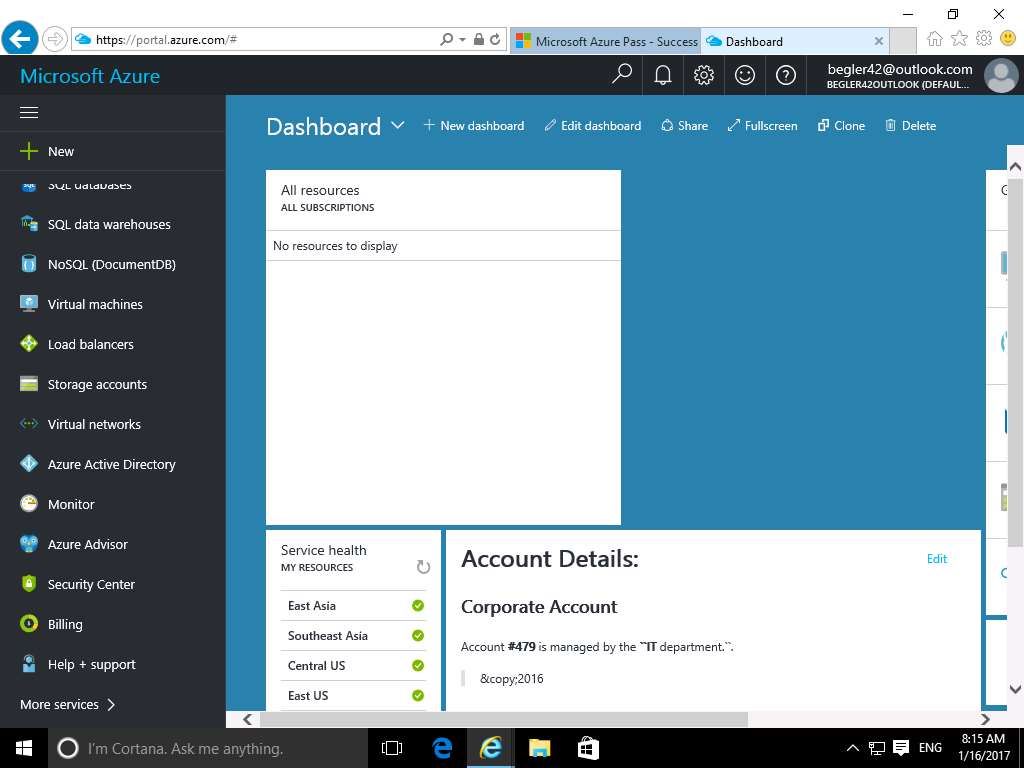 https://portal.azure.com/#
Microsoft Azure Pass - Success
Dashboard
Microsoft Azure
begler42@outlook.com
BEGLER42OUTLOOK (DEFAUL...
Dashboard
New dashboard
Edit dashboard
Share
Fullscreen
Clone
Delete
New
SQL databases
SQL data warehouses
NoSQL (DocumentDB)
Virtual machines
Load balancers
Storage accounts
Virtual networks
Azure Active Directory
Monitor
Azure Advisor
Security Center
Billing
Help + support
More services
All resources
ALL SUBSCRIPTIONS
No resources to display
Service health
MY RESOURCES
East Asia
Southeast Asia
Central US
East US
Account Details:
Edit
Corporate Account
Account #479 is managed by the ``IT department.``.
&copy;2016
I'm Cortana. Ask me anything.
ENG
8:15 AM
1/16/2017